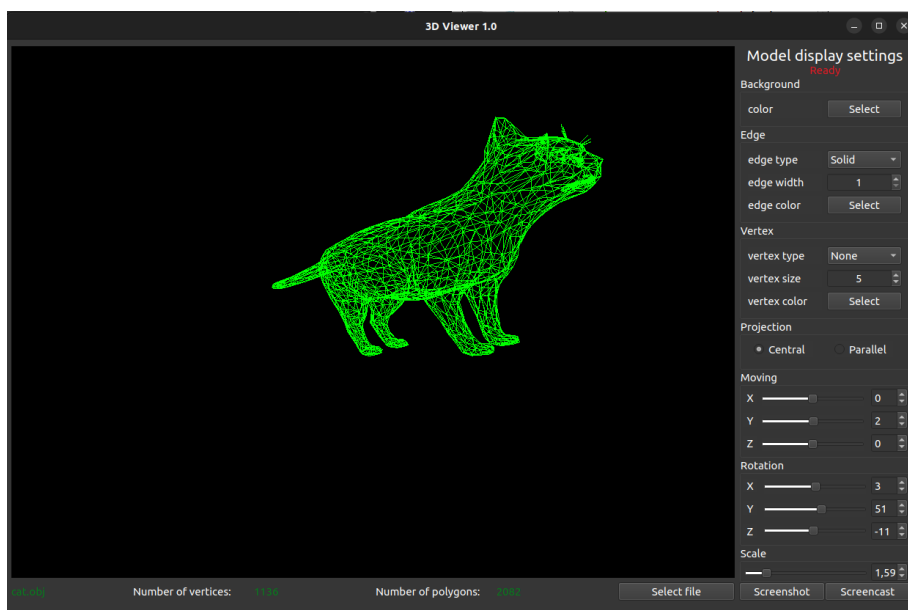 3D Viewer 1.0
Model display settings
Ready
Background
color Select
Edge
edge type Solid
edge width 1
edge color Select
Vertex
vertex type None
vertex size 5
vertex color Select
Projection
Central Parallel
Moving
X 0
Y 2
Z 0
Rotation
X 3
Y 51
Z -11
Scale
1,59
cat.obj Number of vertices: 1136 Number of polygons: 2082 Select file Screenshot Screencast